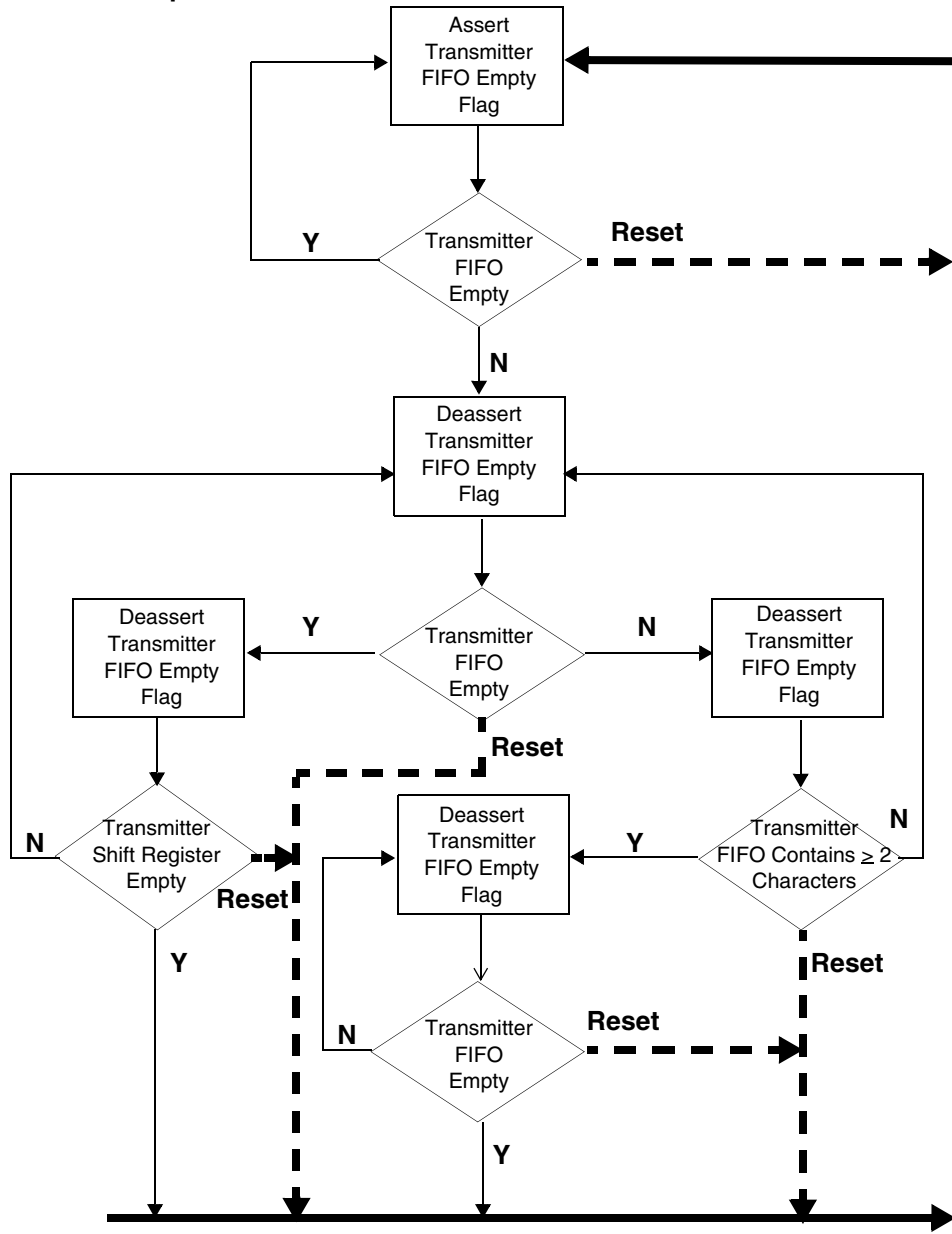 Assert
Transmitter
FIFO Empty
Flag
Y
Transmitter
FIFO
Empty
Reset
N
Deassert
Transmitter
FIFO Empty
Flag
Deassert
Transmitter
FIFO Empty
Flag
Y
Transmitter
FIFO
Empty
N
Deassert
Transmitter
FIFO Empty
Flag
Reset
N
Transmitter
Shift Register
Empty
Reset
Y
Deassert
Transmitter
FIFO Empty
Flag
Y
Transmitter
FIFO Contains ≥ 2
Characters
N
Reset
N
Transmitter
FIFO
Empty
Reset
Y